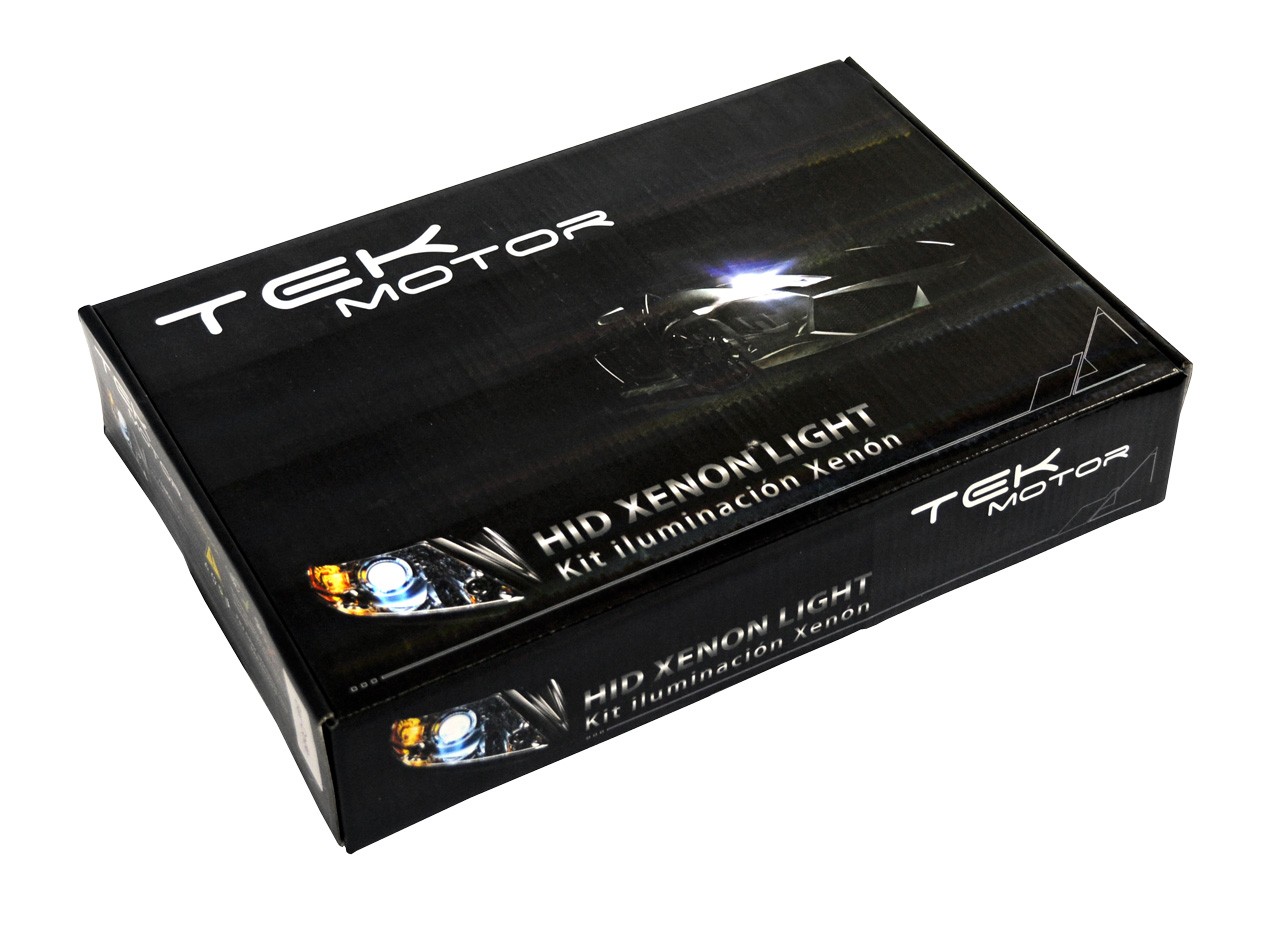 TEK
MOTOR
HID XENON LIGHT
Kit iluminación Xenón
TEK
MOTOR
HID XENON LIGHT
Kit iluminación Xenón